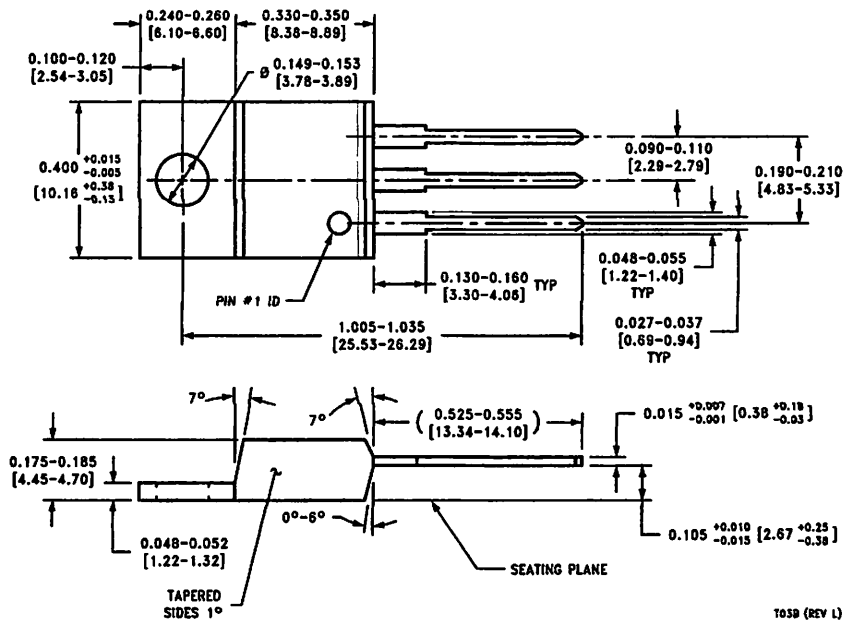 0.240-0.260
[6.10-6.60]
0.330-0.350
[8.38-8.89]
0.100-0.120
[2.54-3.05]
Ø 0.149-0.153
[3.78-3.89]
0.400 +0.015 -0.005
[10.16 +0.38 -0.13]
0.090-0.110
[2.29-2.79]
0.190-0.210
[4.83-5.33]
0.048-0.055
[1.22-1.40]
TYP
0.130-0.160 TYP
[3.30-4.06]
PIN #1 ID
1.005-1.035
[25.53-26.29]
0.027-0.037
[0.69-0.94]
TYP
7°
7°
(0.525-0.555)
[13.34-14.10]
0.015 +0.007 -0.001 [0.38 +0.18 -0.03]
0.175-0.185
[4.45-4.70]
0°-6°
0.048-0.052
[1.22-1.32]
0.105 +0.010 -0.015 [2.67 +0.25 -0.38]
SEATING PLANE
TAPERED
SIDES 1°
T03B (REV L)